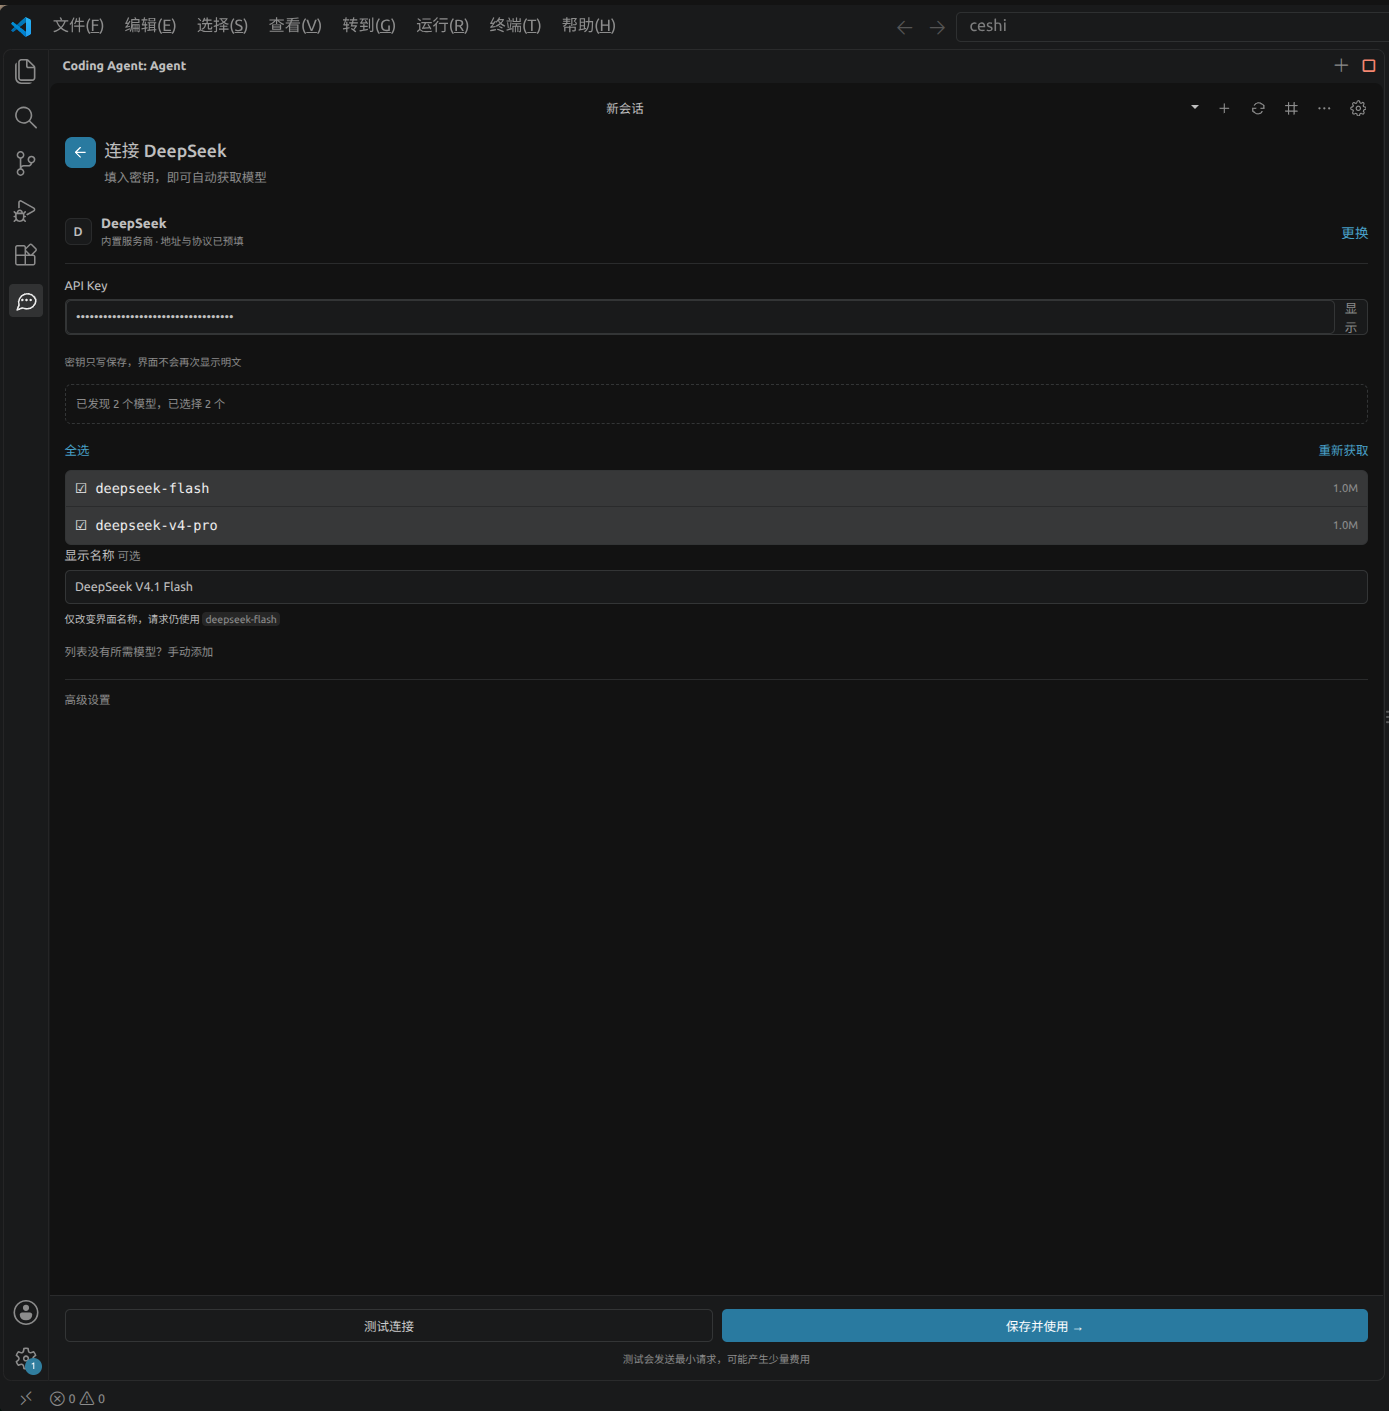 文件(F) 编辑(E) 选择(S) 查看(V) 转到(G) 运行(R) 终端(T) 帮助(H) ceshi
Coding Agent: Agent
新会话
连接 DeepSeek
填入密钥，即可自动获取模型
D
DeepSeek
内置服务商 · 地址与协议已预填
更换
API Key
显示
密钥只写保存，界面不会再次显示明文
已发现 2 个模型，已选择 2 个
全选 重新获取
deepseek-flash 1.0M
deepseek-v4-pro 1.0M
显示名称 可选
DeepSeek V4.1 Flash
仅改变界面名称，请求仍使用 deepseek-flash
列表没有所需模型？手动添加
高级设置
测试连接 保存并使用 →
测试会发送最小请求，可能产生少量费用
1
0 0